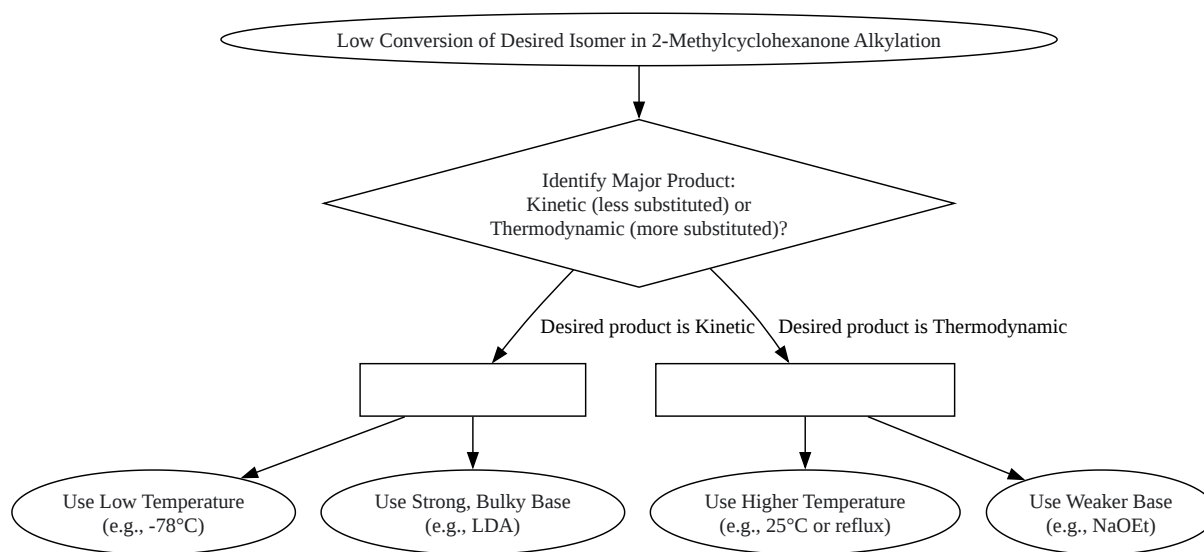 Low Conversion of Desired Isomer in 2-Methylcyclohexanone Alkylation
Identify Major Product:
Kinetic (less substituted) or
Thermodynamic (more substituted)?
Desired product is Kinetic
Desired product is Thermodynamic
Use Low Temperature
(e.g., -78°C)
Use Strong, Bulky Base
(e.g., LDA)
Use Higher Temperature
(e.g., 25°C or reflux)
Use Weaker Base
(e.g., NaOEt)